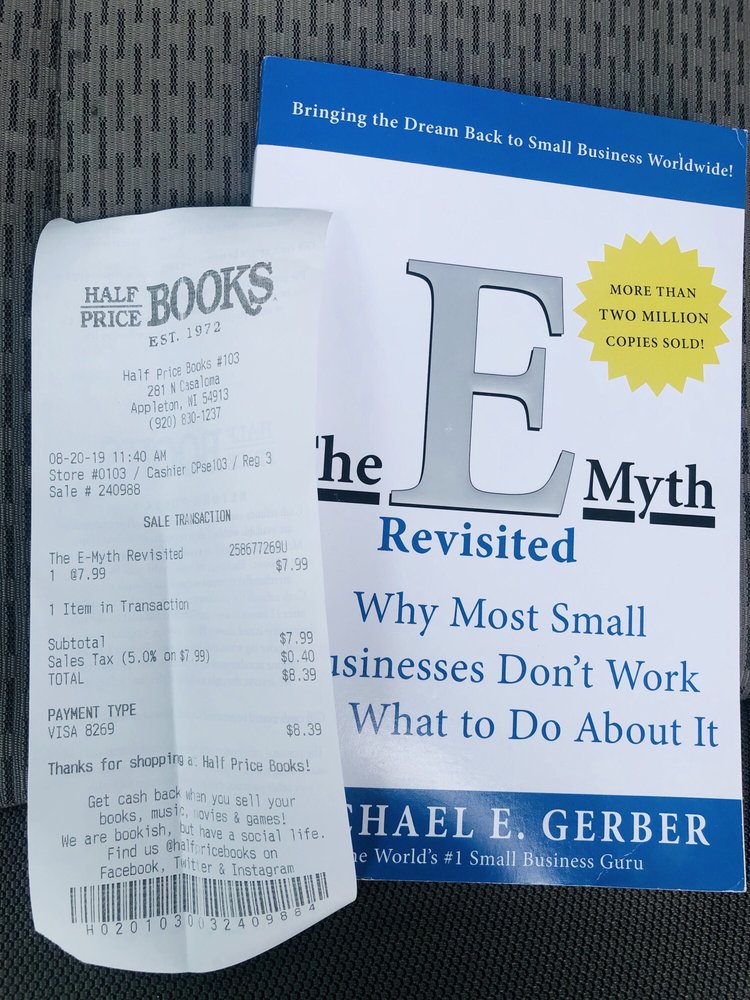 HALF PRICE BOOKS
EST. 1972
Half Price Books #103
281 N Casaloma
Appleton, WI 54913
(920) 830-1237
08-20-19 11:40 AM
Store #0103 / Cashier CPse103 / Reg 3
Sale # 240988
SALE TRANSACTION
The E-Myth Revisited 258677269U
1 @7.99 $7.99
1 Item in Transaction
Subtotal $7.99
Sales Tax (5.0% on $7.99) $0.40
TOTAL $8.39
PAYMENT TYPE
VISA 8269 $8.39
Thanks for shopping at Half Price Books!
Get cash back when you sell your
books, music, movies & games!
We are bookish, but have a social life.
Find us @halfpricebooks on
Facebook, Twitter & Instagram
H0201030032409884
Bringing the Dream Back to Small Business Worldwide!
MORE THAN
TWO MILLION
COPIES SOLD!
The E Myth
Revisited
Why Most Small
usinesses Don't Work
What to Do About It
CHAEL E. GERBER
he World's #1 Small Business Guru